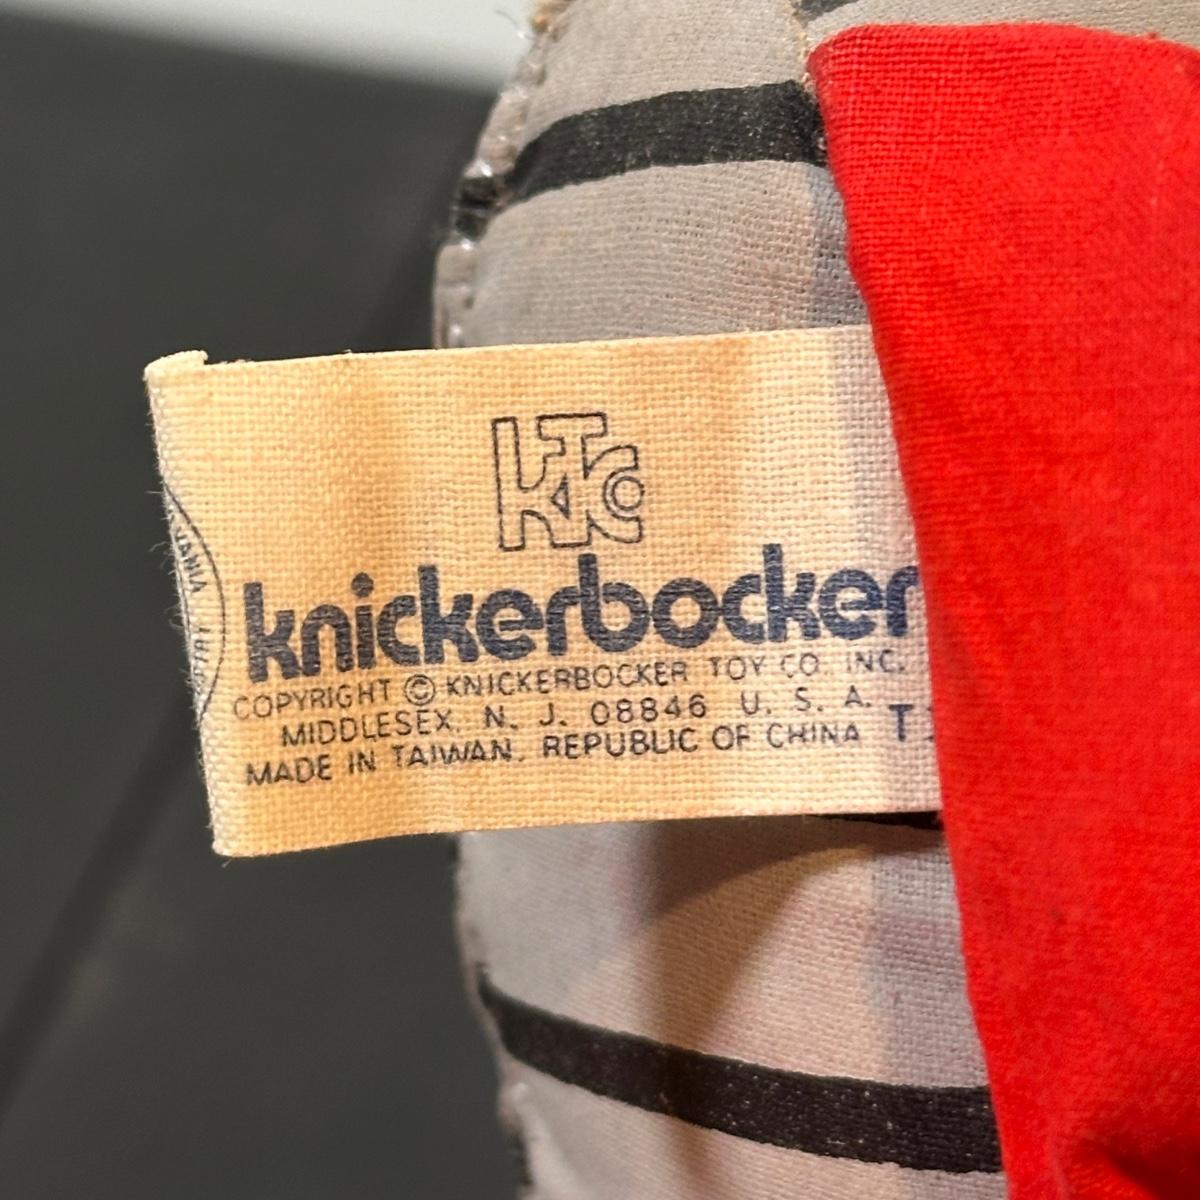 KTC
knickerbocker
COPYRIGHT © KNICKERBOCKER TOY CO. INC.
MIDDLESEX, N. J. 08846 U. S. A.
MADE IN TAIWAN, REPUBLIC OF CHINA T